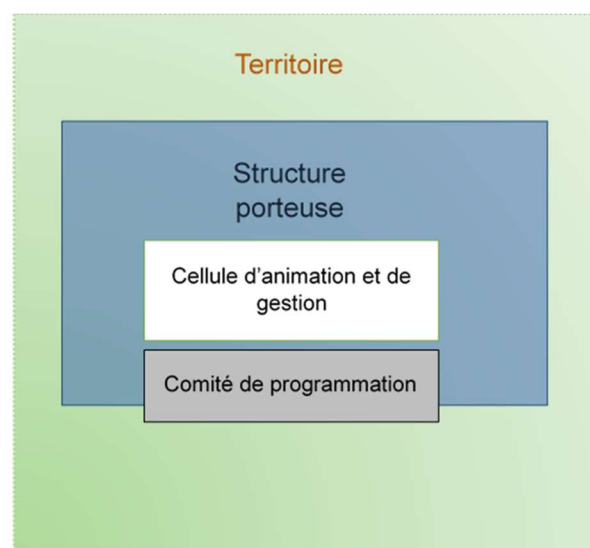 Territoire
Structure
porteuse
Cellule d'animation et de
gestion
Comité de programmation